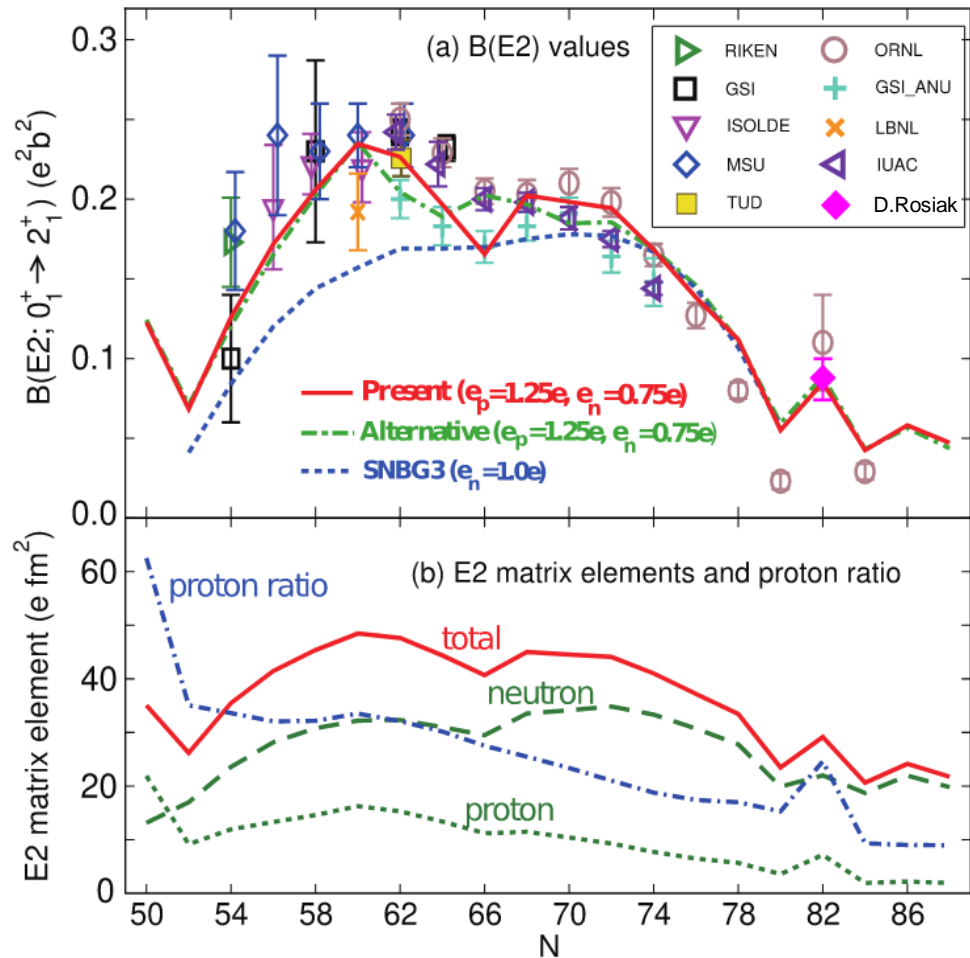 (a) B(E2) values
RIKEN
GSI
ISOLDE
MSU
TUD
ORNL
GSI_ANU
LBNL
IUAC
D.Rosiak
B(E2; 0₁⁺ → 2₁⁺) (e²b²)
0.3
0.2
0.1
0.0
Present (eₚ=1.25e, eₙ=0.75e)
Alternative (eₚ=1.25e, eₙ=0.75e)
SNBG3 (eₙ=1.0e)
(b) E2 matrix elements and proton ratio
proton ratio
total
neutron
proton
E2 matrix element (e fm²)
60
40
20
0
50 54 58 62 66 70 74 78 82 86
N